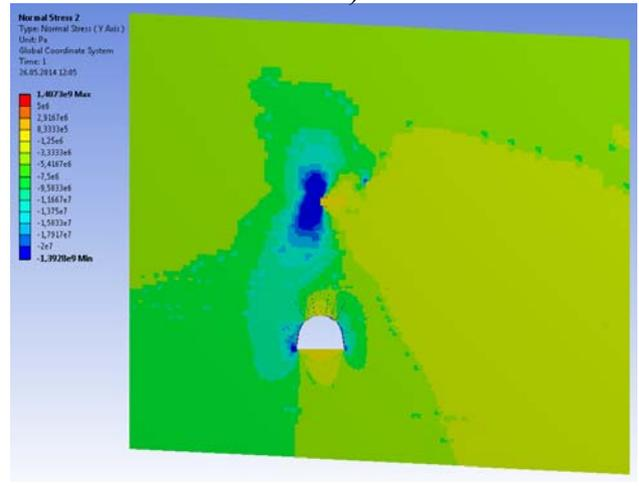 )
Normal Stress 2
Type: Normal Stress ( Y Axis )
Unit: Pa
Global Coordinate System
Time: 1
26.05.2014 12:05
1,4073e9 Max
5e6
2,9167e6
8,3333e5
-1,25e6
-3,3333e6
-5,4167e6
-7,5e6
-9,5833e6
-1,1667e7
-1,375e7
-1,5833e7
-1,7917e7
-2e7
-1,3928e9 Min